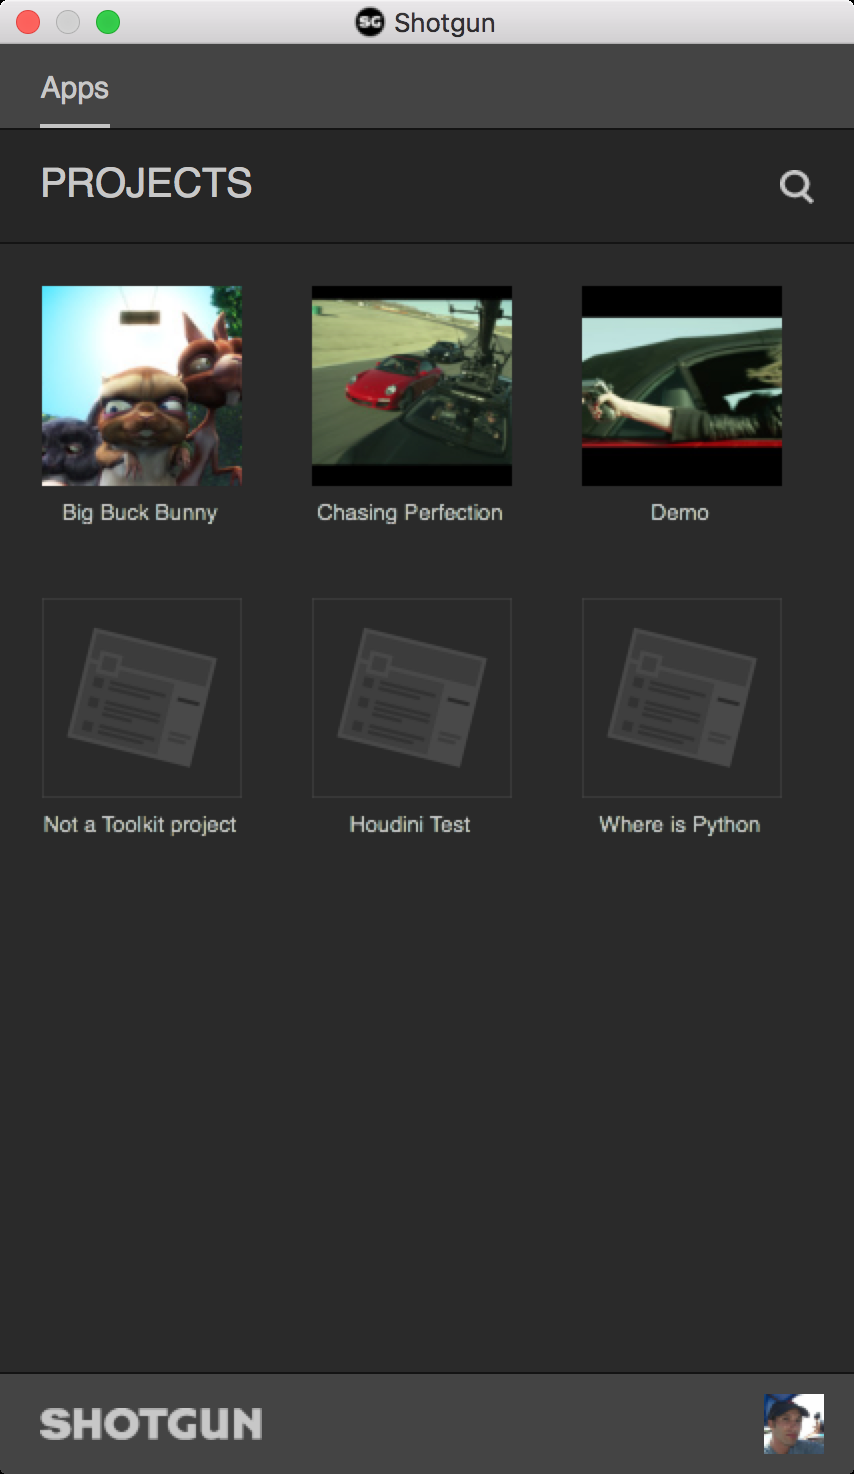 SG Shotgun
Apps
PROJECTS
Big Buck Bunny
Chasing Perfection
Demo
Not a Toolkit project
Houdini Test
Where is Python
SHOTGUN